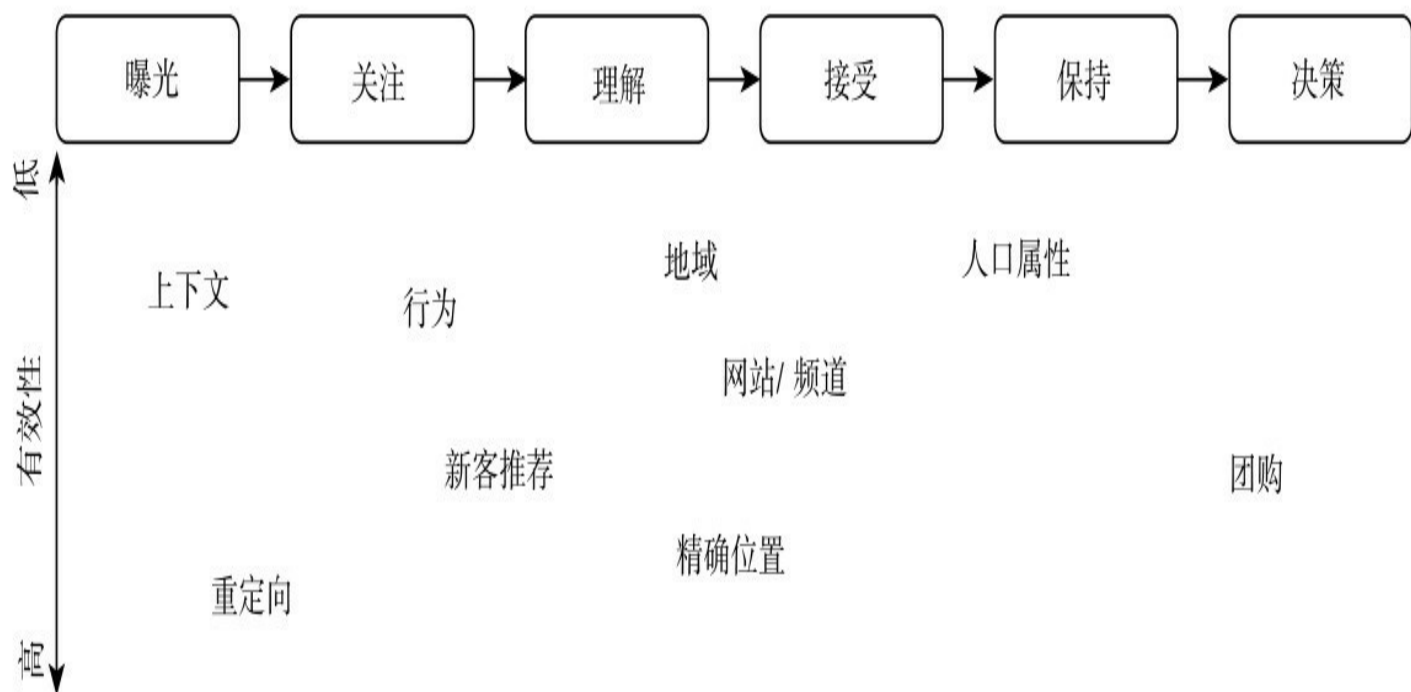 曝光
关注
理解
接受
保持
决策
低
有效性
高
地域
人口属性
上下文
行为
网站/ 频道
新客推荐
团购
精确位置
重定向